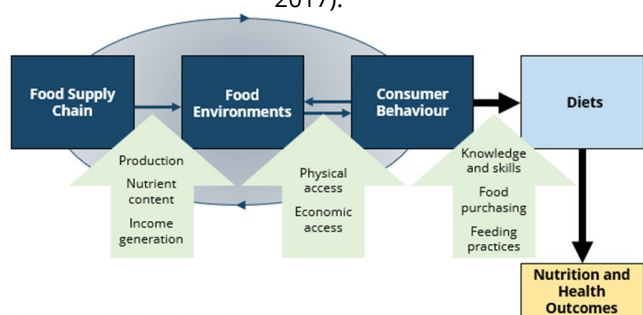 2017).
Food Supply
Chain
Food
Environments
Consumer
Behaviour
Diets
Production
Nutrient
content
Income
generation
Physical
access
Economic
access
Knowledge
and skills
Food
purchasing
Feeding
practices
Nutrition and
Health
Outcomes